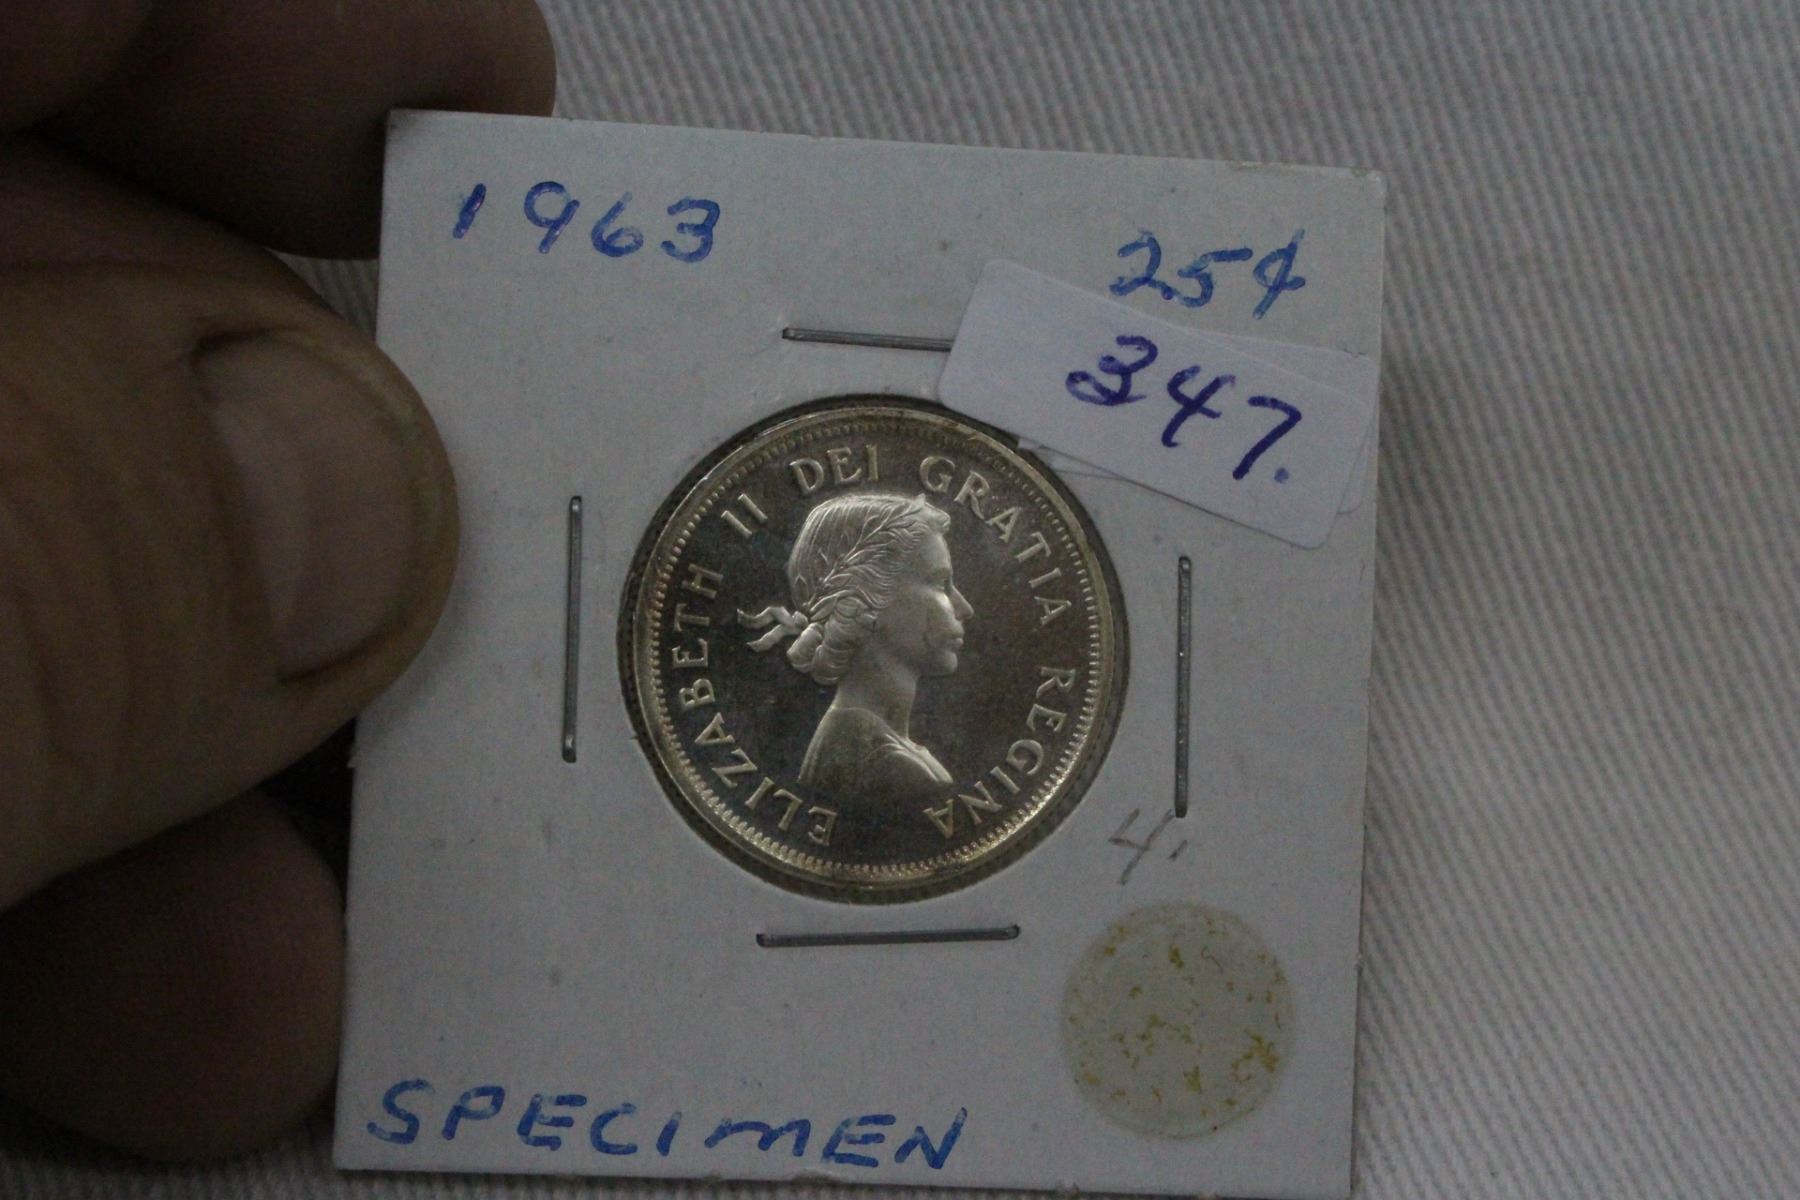 1963
25¢
347.
ELIZABETH II DEI GRATIA REGINA
4.
SPECIMEN